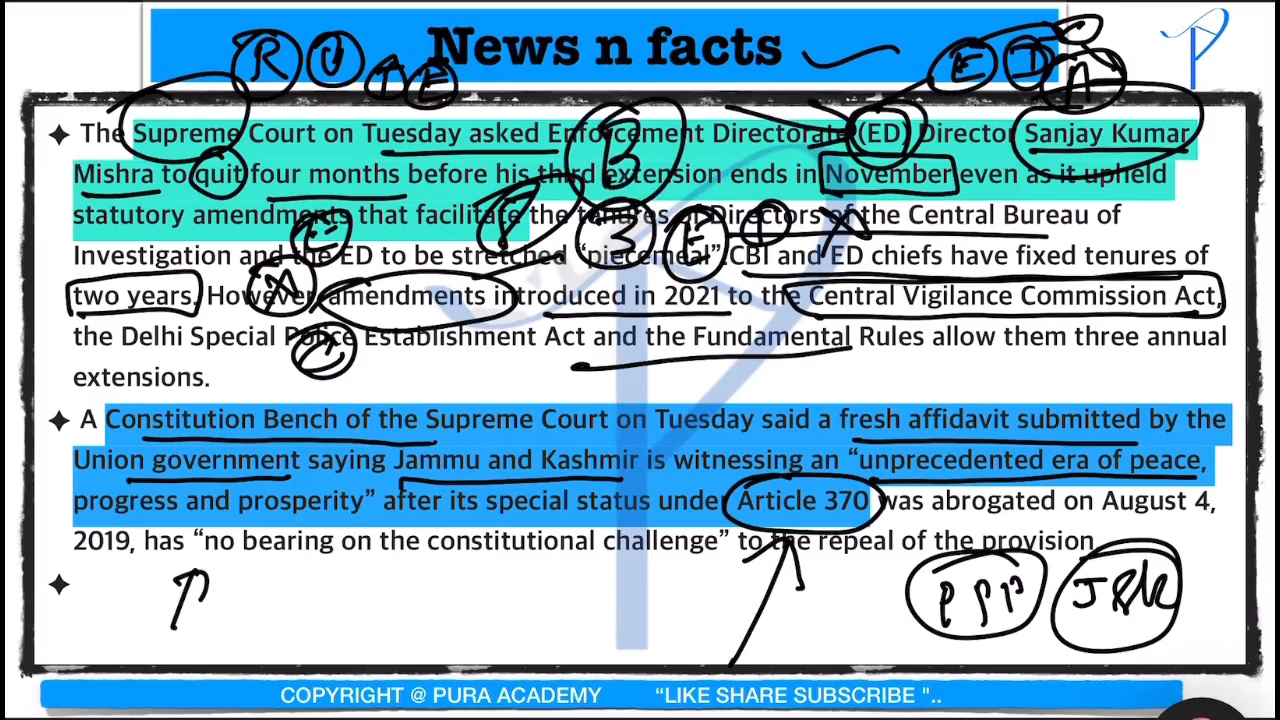 News n facts
R U D E
E D
A
✦ The Supreme Court on Tuesday asked Enforcement Directorate (ED) Director Sanjay Kumar
Mishra to quit four months before his third extension ends in November even as it upheld
statutory amendments that facilitate the tenures of Directors of the Central Bureau of
Investigation and the ED to be stretched “piecemeal”.CBI and ED chiefs have fixed tenures of
two years. However, amendments introduced in 2021 to the Central Vigilance Commission Act,
the Delhi Special Police Establishment Act and the Fundamental Rules allow them three annual
extensions.
✦ A Constitution Bench of the Supreme Court on Tuesday said a fresh affidavit submitted by the
Union government saying Jammu and Kashmir is witnessing an “unprecedented era of peace,
progress and prosperity” after its special status under Article 370 was abrogated on August 4,
2019, has “no bearing on the constitutional challenge” to the repeal of the provision
✦
PPP J&K
COPYRIGHT @ PURA ACADEMY “LIKE SHARE SUBSCRIBE "..